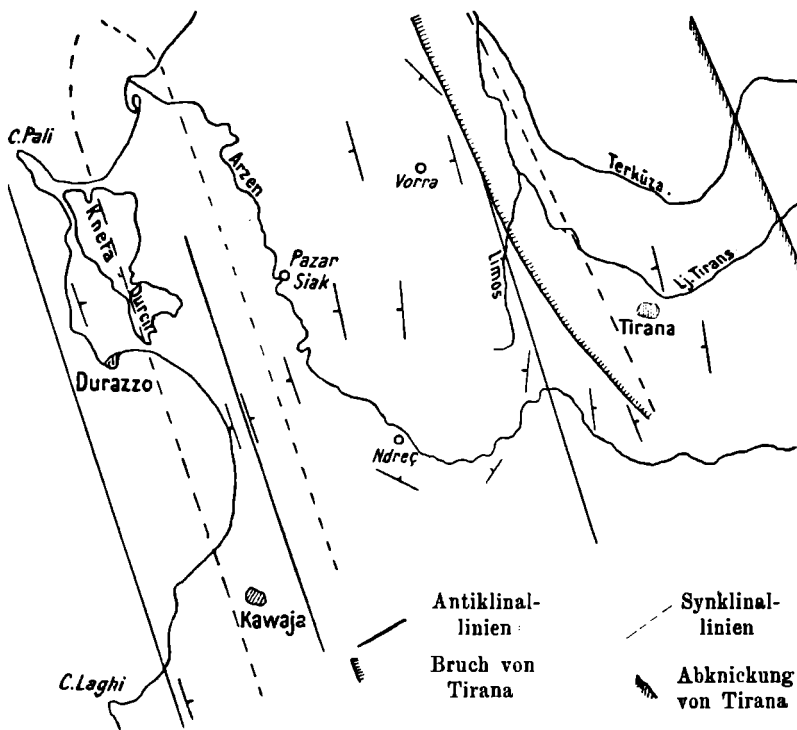 C. Pali
Arzen
Vorra
Terkūza.
Kneta
Durcit
Pazar
Siak
Limos
Lj. Tirans
Tirana
Durazzo
Ndreç
Kawaja
C. Laghi
Antiklinal-
linien
Synklinal-
linien
Bruch von
Tirana
Abknickung
von Tirana